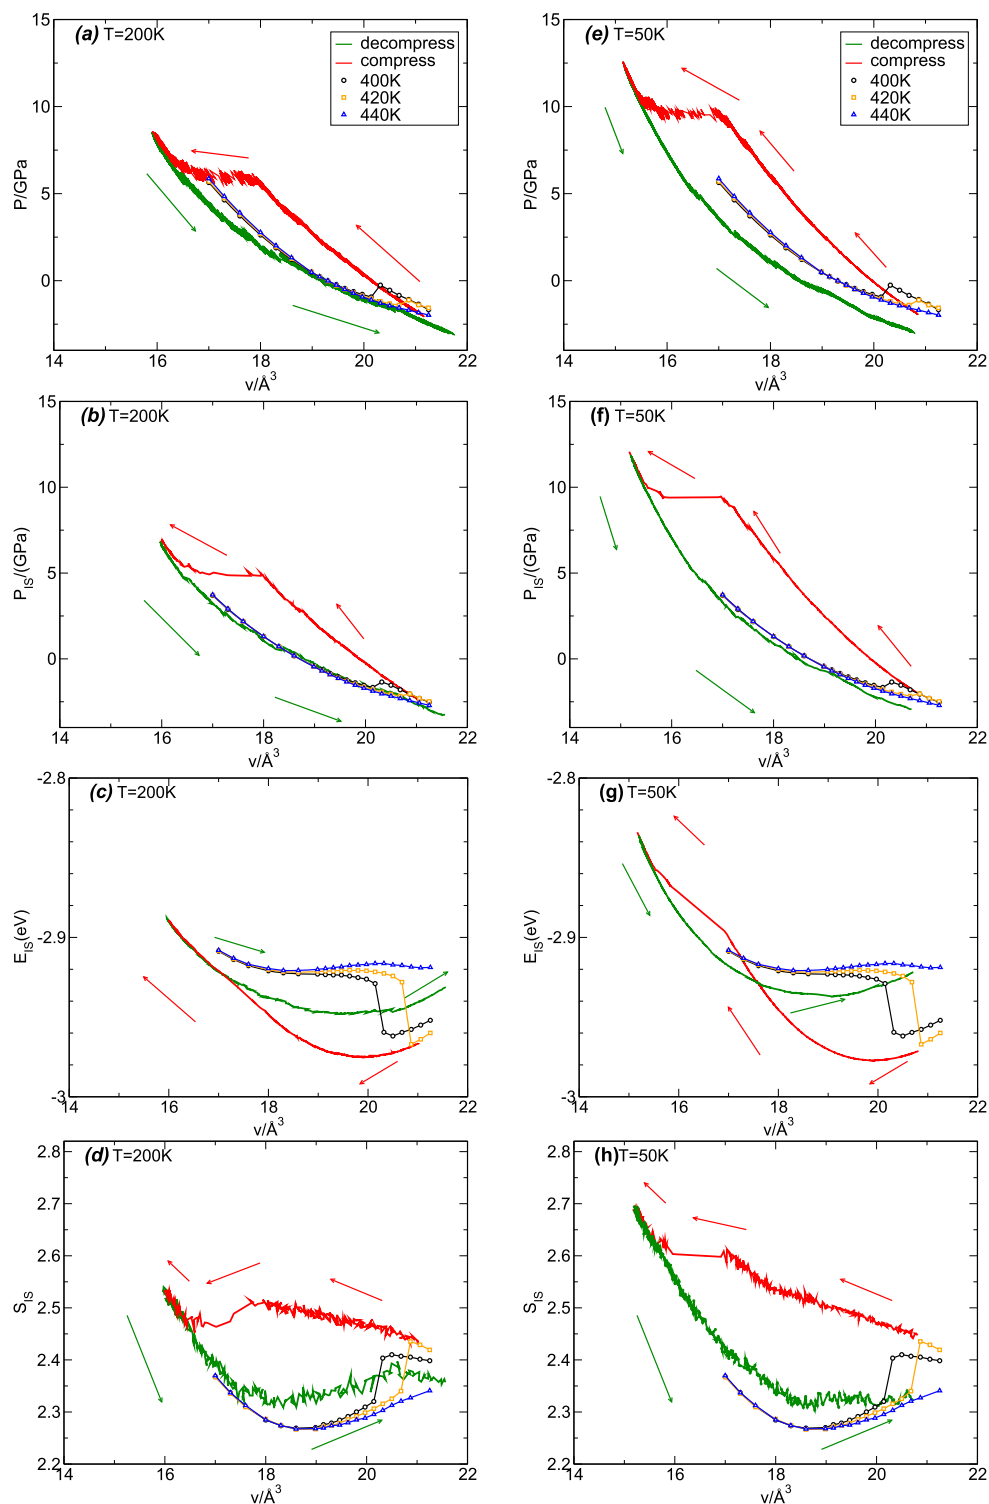 (a) T=200K
decompress
compress
400K
420K
440K
15
10
5
0
P/GPa
14 16 18 20 22
v/Å³
(e) T=50K
decompress
compress
400K
420K
440K
15
10
5
0
P/GPa
14 16 18 20 22
v/Å³
(b) T=200K
15
10
5
0
P_IS/(GPa)
14 16 18 20 22
v/Å³
(f) T=50K
15
10
5
0
P_IS/(GPa)
14 16 18 20 22
v/Å³
(c) T=200K
-2.8
-2.9
-3
E_IS(eV)
14 16 18 20 22
v/Å³
(g) T=50K
-2.8
-2.9
-3
E_IS(eV)
14 16 18 20 22
v/Å³
(d) T=200K
2.8
2.7
2.6
2.5
2.4
2.3
2.2
S_IS
14 16 18 20 22
v/Å³
(h) T=50K
2.8
2.7
2.6
2.5
2.4
2.3
2.2
S_IS
14 16 18 20 22
v/Å³